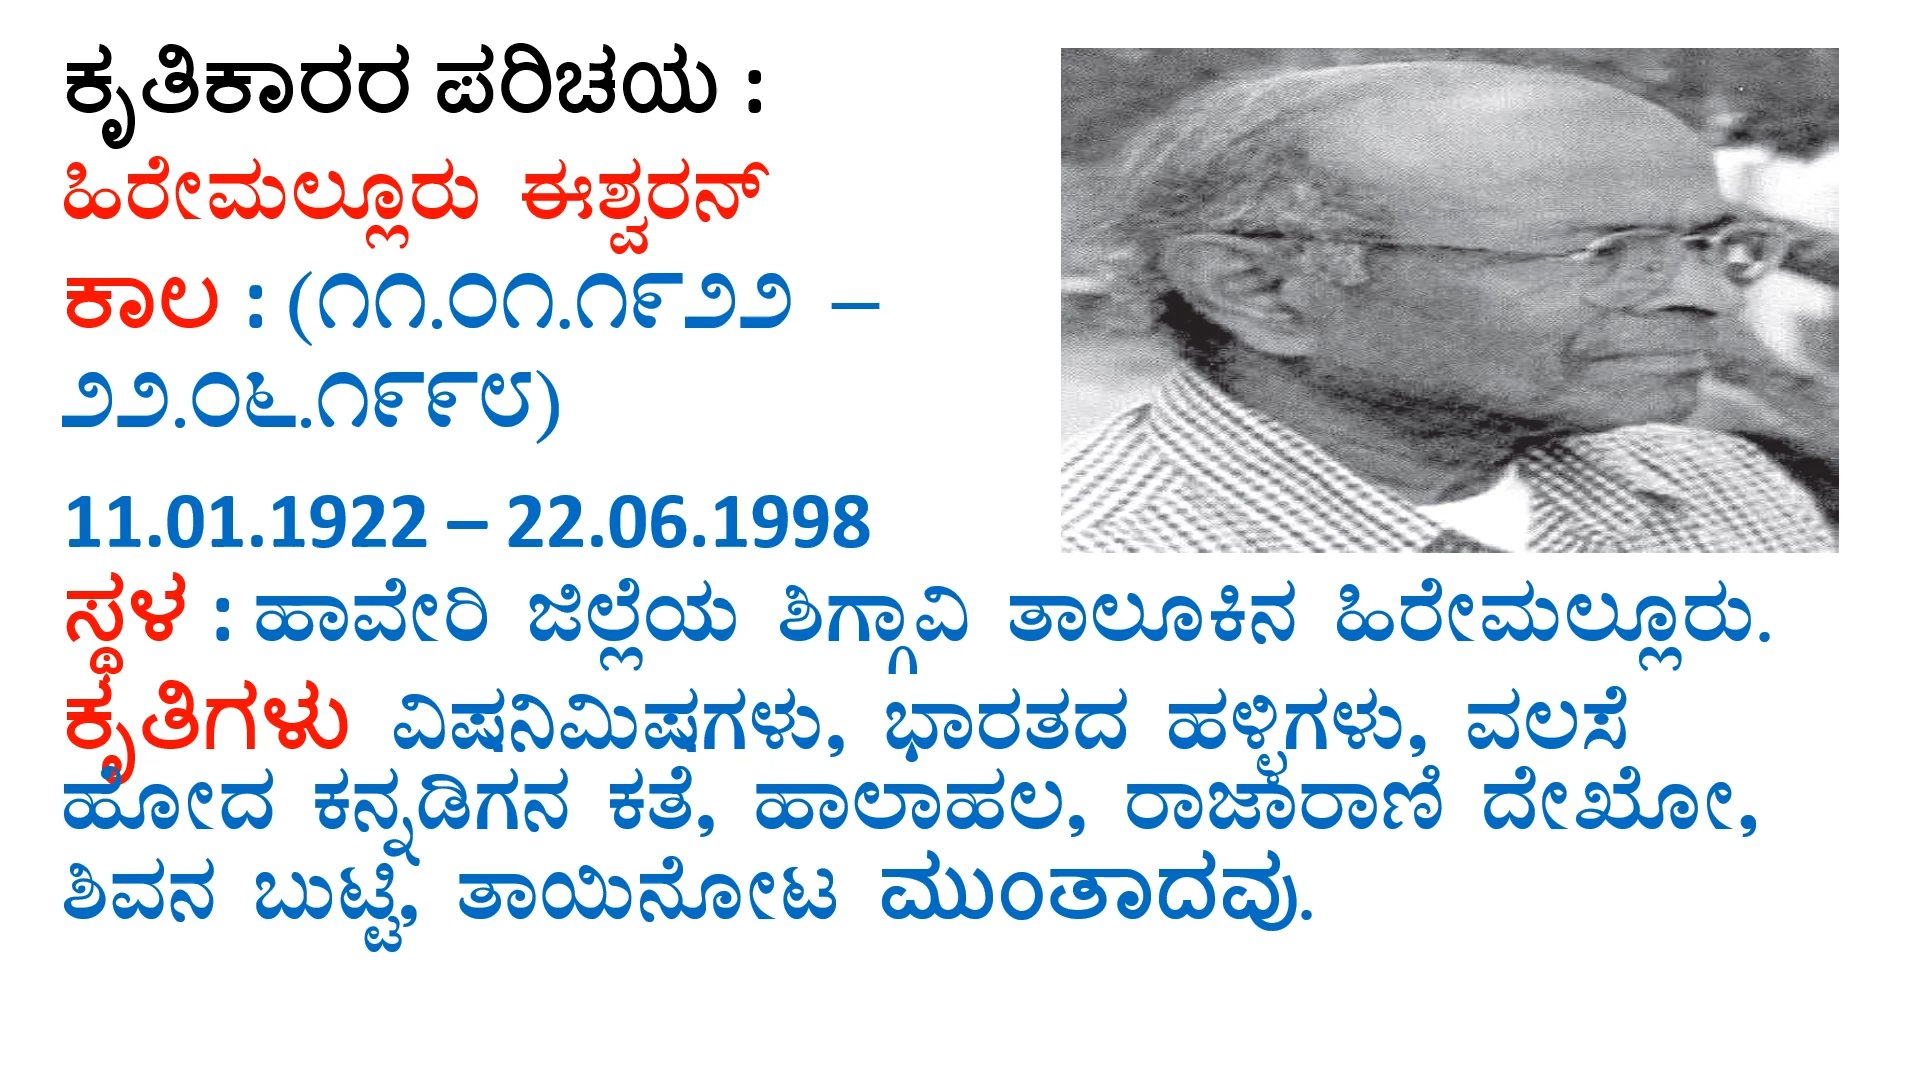 ಕೃತಿಕಾರರ ಪರಿಚಯ :
ಹಿರೇಮಲ್ಲೂರು ಈಶ್ವರನ್
ಕಾಲ : (೧೧.೦೧.೧೯೨೨ –
೨೨.೦೬.೧೯೯೮)
11.01.1922 – 22.06.1998
ಸ್ಥಳ : ಹಾವೇರಿ ಜಿಲ್ಲೆಯ ಶಿಗ್ಗಾವಿ ತಾಲೂಕಿನ ಹಿರೇಮಲ್ಲೂರು.
ಕೃತಿಗಳು ವಿಷನಿಮಿಷಗಳು, ಭಾರತದ ಹಳ್ಳಿಗಳು, ವಲಸೆ
ಹೋದ ಕನ್ನಡಿಗನ ಕತೆ, ಹಾಲಾಹಲ, ರಾಜಾರಾಣಿ ದೇಖೋ,
ಶಿವನ ಬುಟ್ಟಿ, ತಾಯಿನೋಟ ಮುಂತಾದವು.